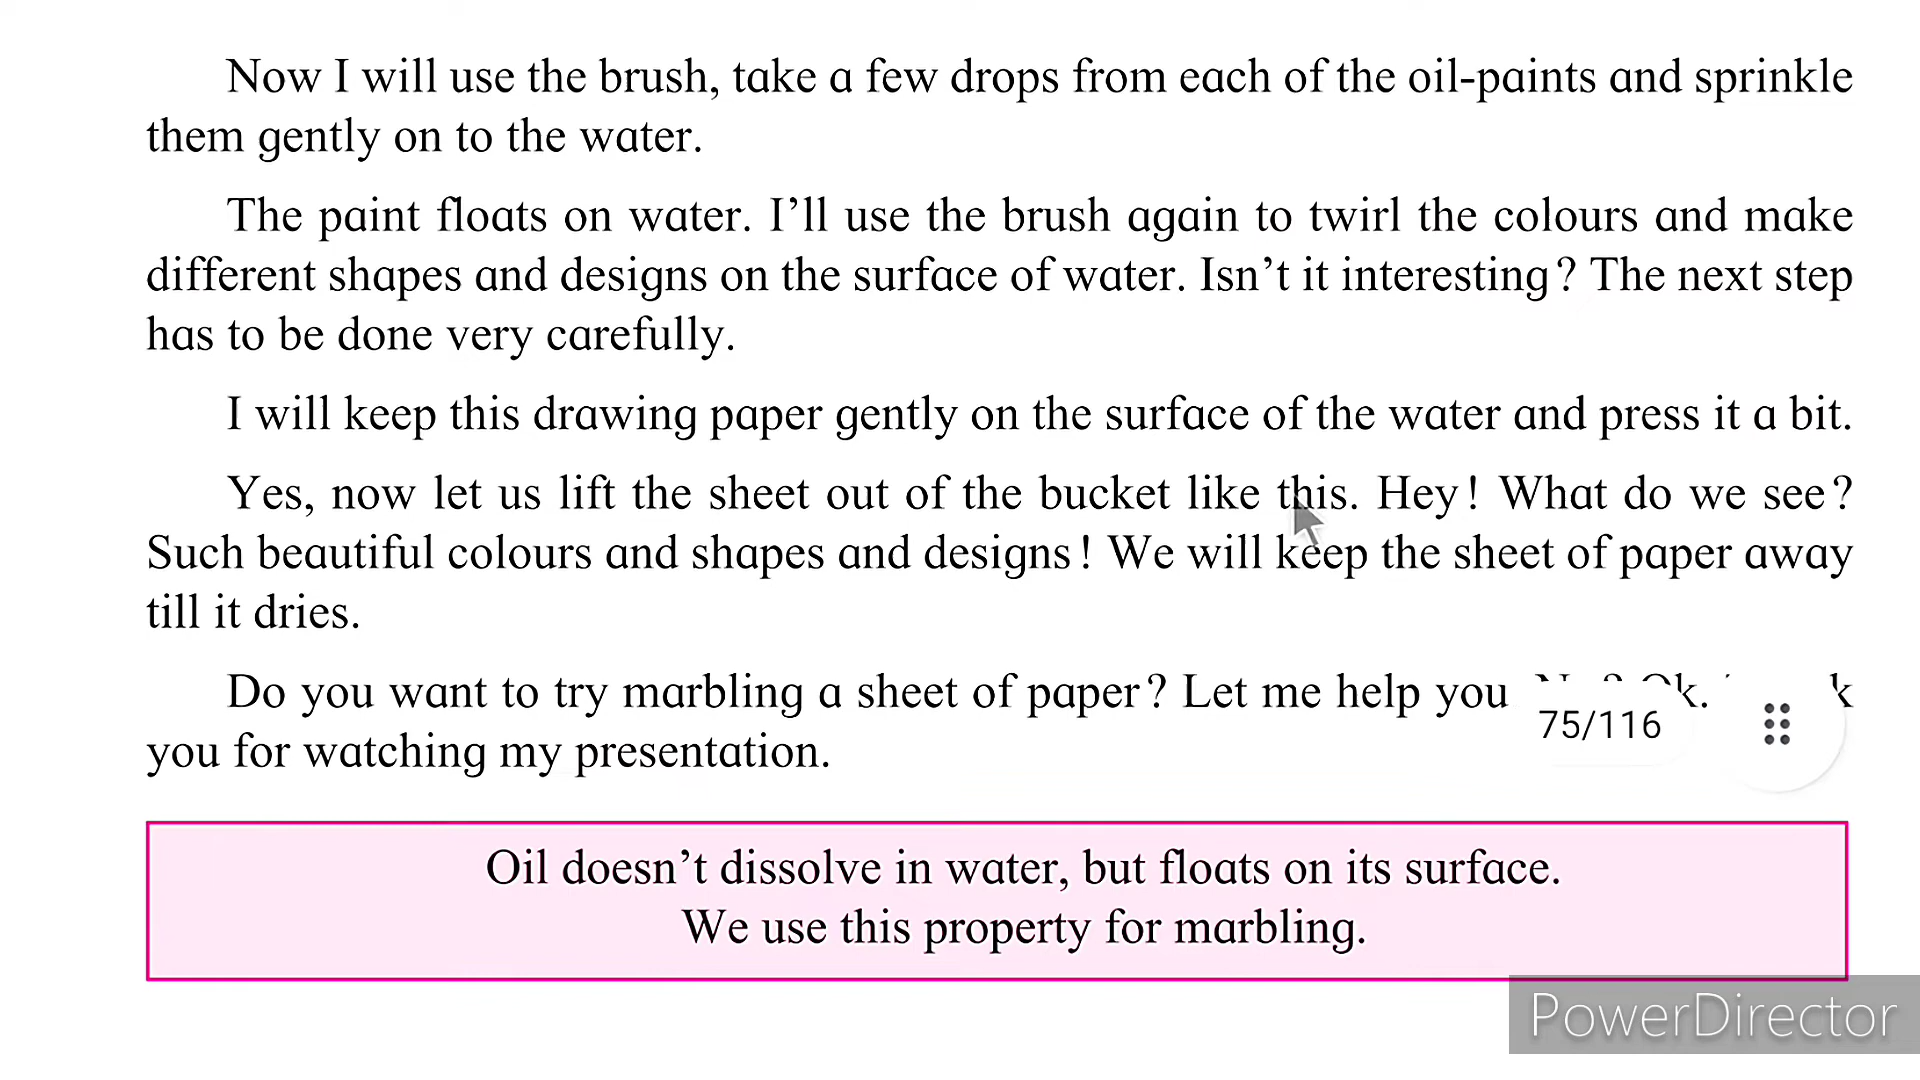 Now I will use the brush, take a few drops from each of the oil-paints and sprinkle
them gently on to the water.
The paint floats on water. I’ll use the brush again to twirl the colours and make
different shapes and designs on the surface of water. Isn’t it interesting? The next step
has to be done very carefully.
I will keep this drawing paper gently on the surface of the water and press it a bit.
Yes, now let us lift the sheet out of the bucket like this. Hey! What do we see?
Such beautiful colours and shapes and designs! We will keep the sheet of paper away
till it dries.
Do you want to try marbling a sheet of paper? Let me help you
75/116
you for watching my presentation.
Oil doesn’t dissolve in water, but floats on its surface.
We use this property for marbling.
PowerDirector